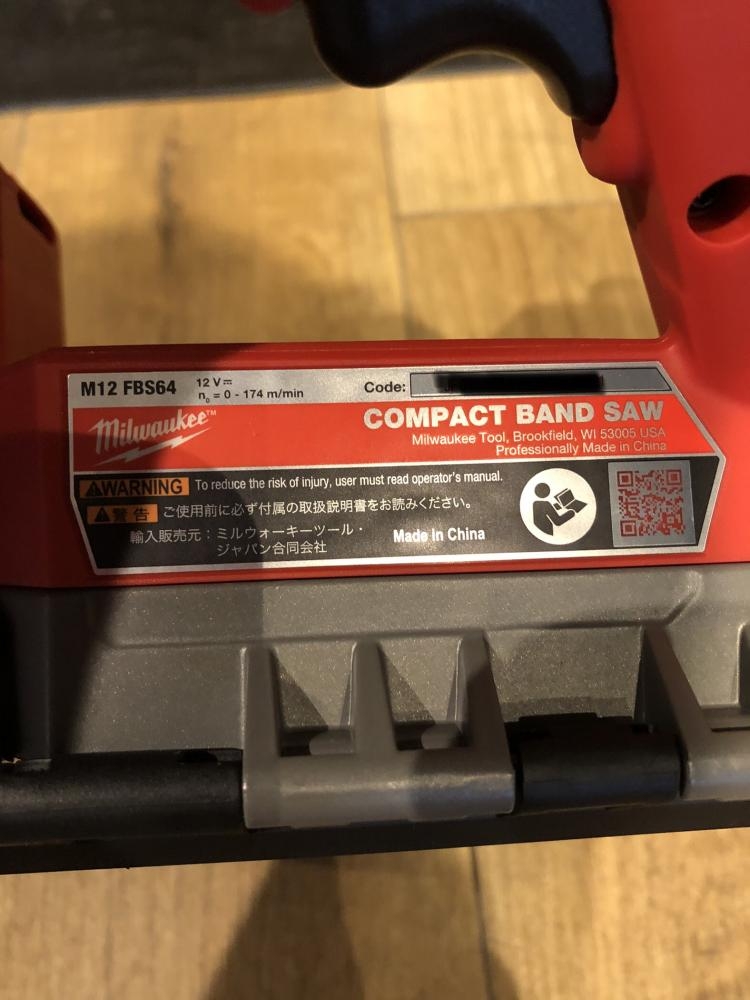 M12 FBS64
12 V⎓
n₀ = 0 - 174 m/min
Code:
Milwaukee™
COMPACT BAND SAW
Milwaukee Tool, Brookfield, WI 53005 USA
Professionally Made in China
WARNING To reduce the risk of injury, user must read operator's manual.
警告 ご使用前に必ず付属の取扱説明書をお読みください。
輸入販売元：ミルウォーキーツール・
ジャパン合同会社
Made In China